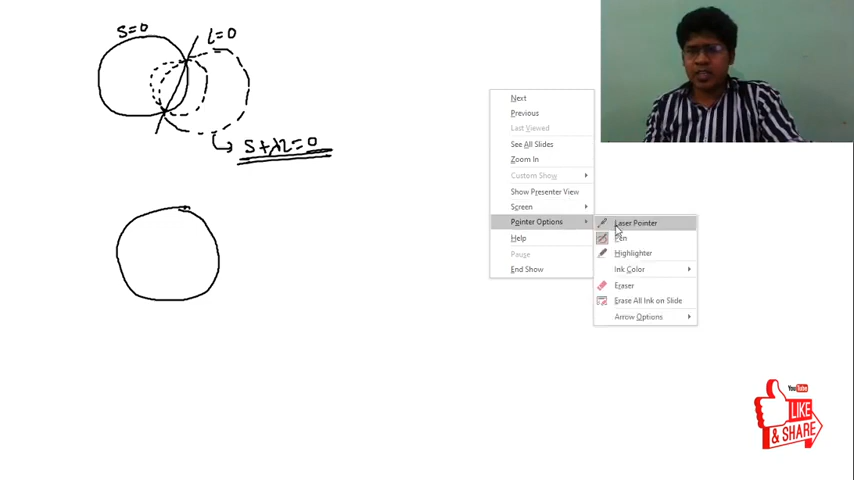 S=0
L=0
S+λL=0
Next
Previous
Last Viewed
See All Slides
Zoom In
Custom Show
Show Presenter View
Screen
Pointer Options
Help
Pause
End Show
Laser Pointer
Pen
Highlighter
Ink Color
Eraser
Erase All Ink on Slide
Arrow Options
You Tube
LIKE
& SHARE